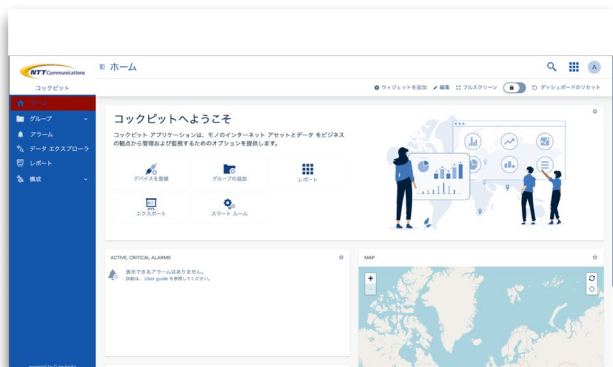 NTT Communications
コックピット
ホーム
A
ウィジェットを追加 編集 フルスクリーン ダッシュボードのリセット
ホーム
グループ
アラーム
データ エクスプローラ
レポート
構成
コックピットへようこそ
コックピット アプリケーションは、モノのインターネット アセットとデータ をビジネス
の観点から管理および監視するためのオプションを提供します。
デバイスを登録
グループの追加
レポート
エクスポート
スマート ルール
ACTIVE, CRITICAL ALARMS
表示できるアラームはありません。
詳細は、User guide を参照してください。
MAP
+